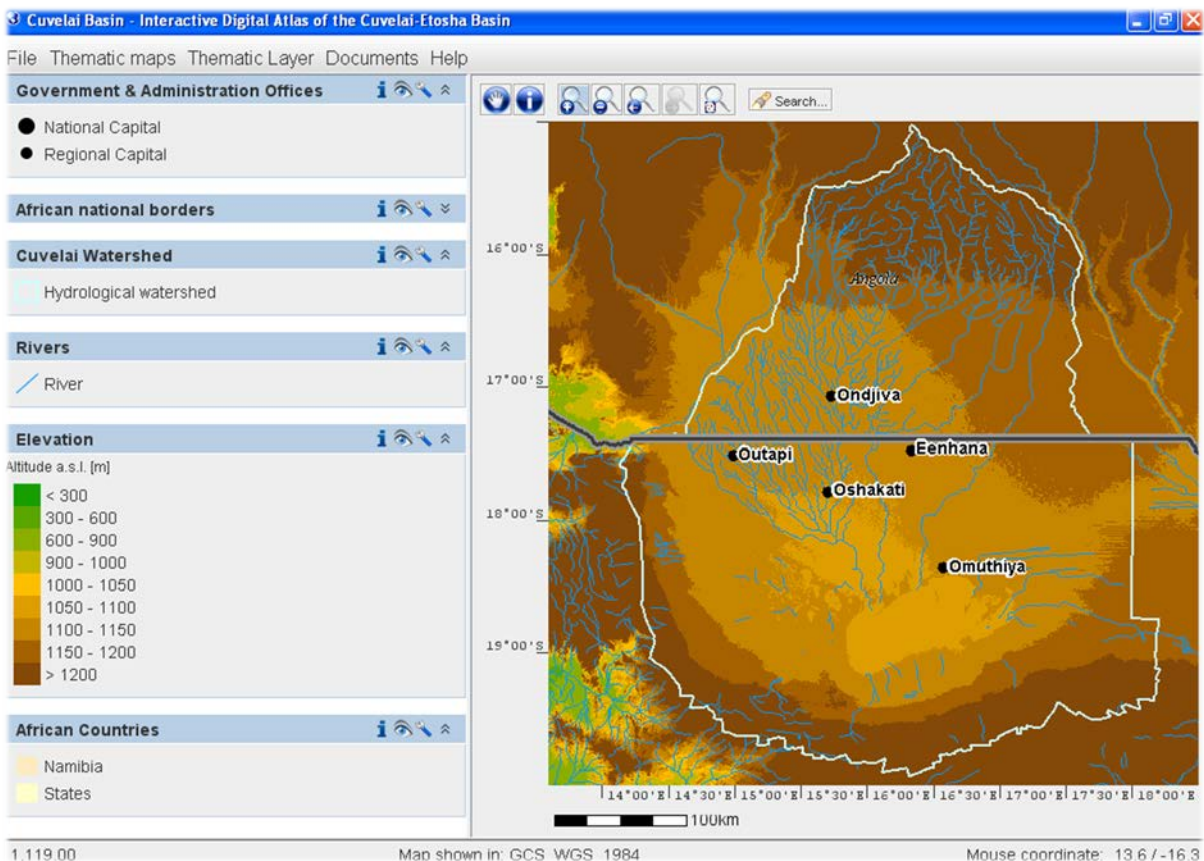 Cuvelai Basin - Interactive Digital Atlas of the Cuvelai-Etosha Basin
File Thematic maps Thematic Layer Documents Help
Government & Administration Offices
National Capital
Regional Capital
African national borders
Cuvelai Watershed
Hydrological watershed
Rivers
River
Elevation
Altitude a.s.l. [m]
< 300
300 - 600
600 - 900
900 - 1000
1000 - 1050
1050 - 1100
1100 - 1150
1150 - 1200
> 1200
African Countries
Namibia
States
Search...
16°00'S
Angola
17°00'S
Ondjiva
Outapi
Eenhana
Oshakati
18°00'S
Omuthiya
19°00'S
14°00'E 14°30'E 15°00'E 15°30'E 16°00'E 16°30'E 17°00'E 17°30'E 18°00'E
100km
1.119.00 Map shown in: GCS_WGS_1984 Mouse coordinate: 13.6 / -16.3